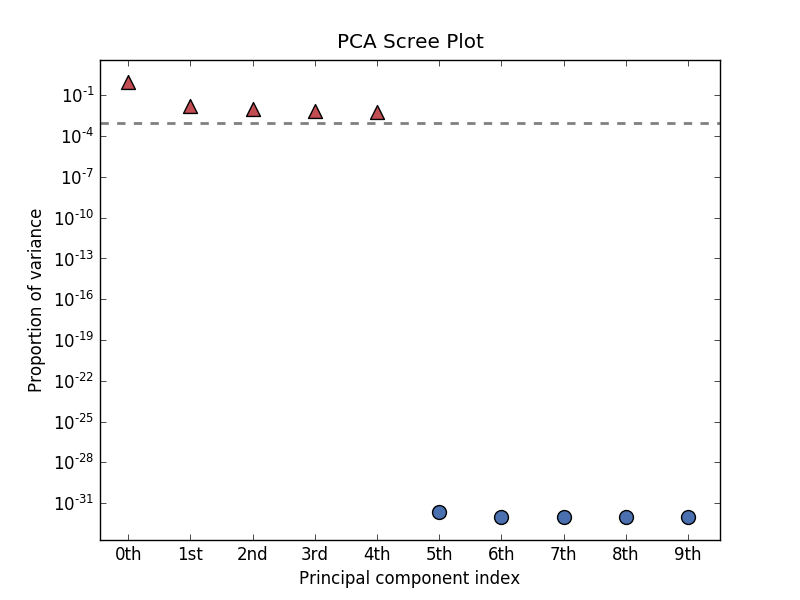 PCA Scree Plot
Proportion of variance
10^-1
10^-4
10^-7
10^-10
10^-13
10^-16
10^-19
10^-22
10^-25
10^-28
10^-31
0th 1st 2nd 3rd 4th 5th 6th 7th 8th 9th
Principal component index